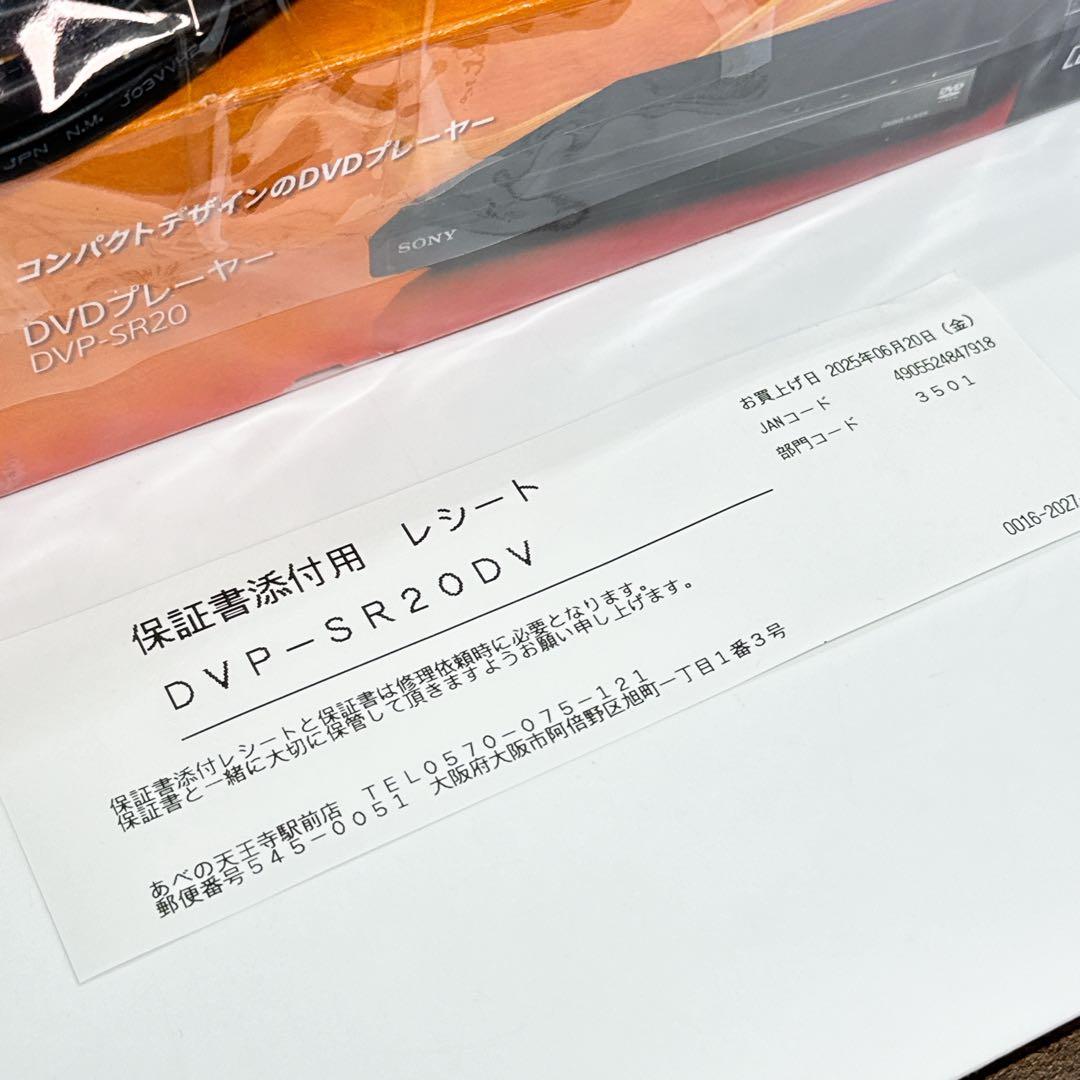 JPN N.M.
コンパクトデザインのDVDプレーヤー
DVDプレーヤー
DVP-SR20
SONY
DVD
お買上げ日 2025年06月20日 (金)
JANコード 4905524847918
部門コード 3501
0016-2027-
保証書添付用 レシート
DVP-SR20DV
保証書添付レシートと保証書は修理依頼時に必要となります。
保証書と一緒に大切に保管して頂きますようお願い申し上げます。
あべの天王寺駅前店 TEL0570-075-121
郵便番号545-0051 大阪府大阪市阿倍野区旭町一丁目1番3号